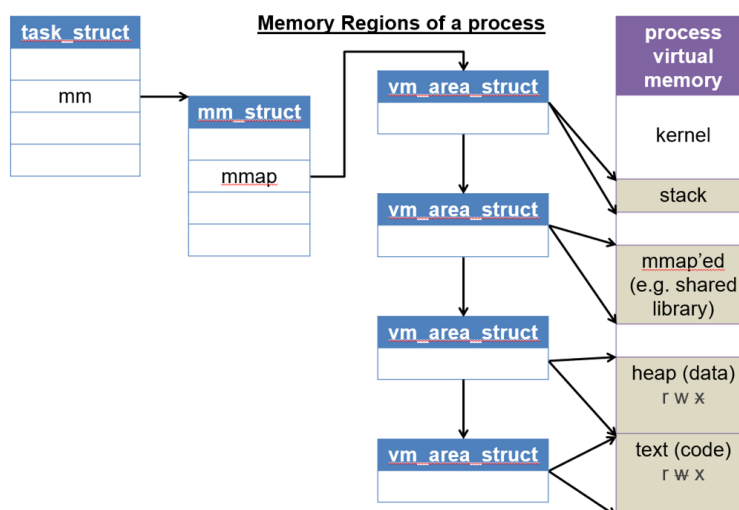 Memory Regions of a process
task_struct
mm
mm_struct
mmap
vm_area_struct
vm_area_struct
vm_area_struct
vm_area_struct
process
virtual
memory
kernel
stack
mmap'ed
(e.g. shared
library)
heap (data)
r w x
text (code)
r w x